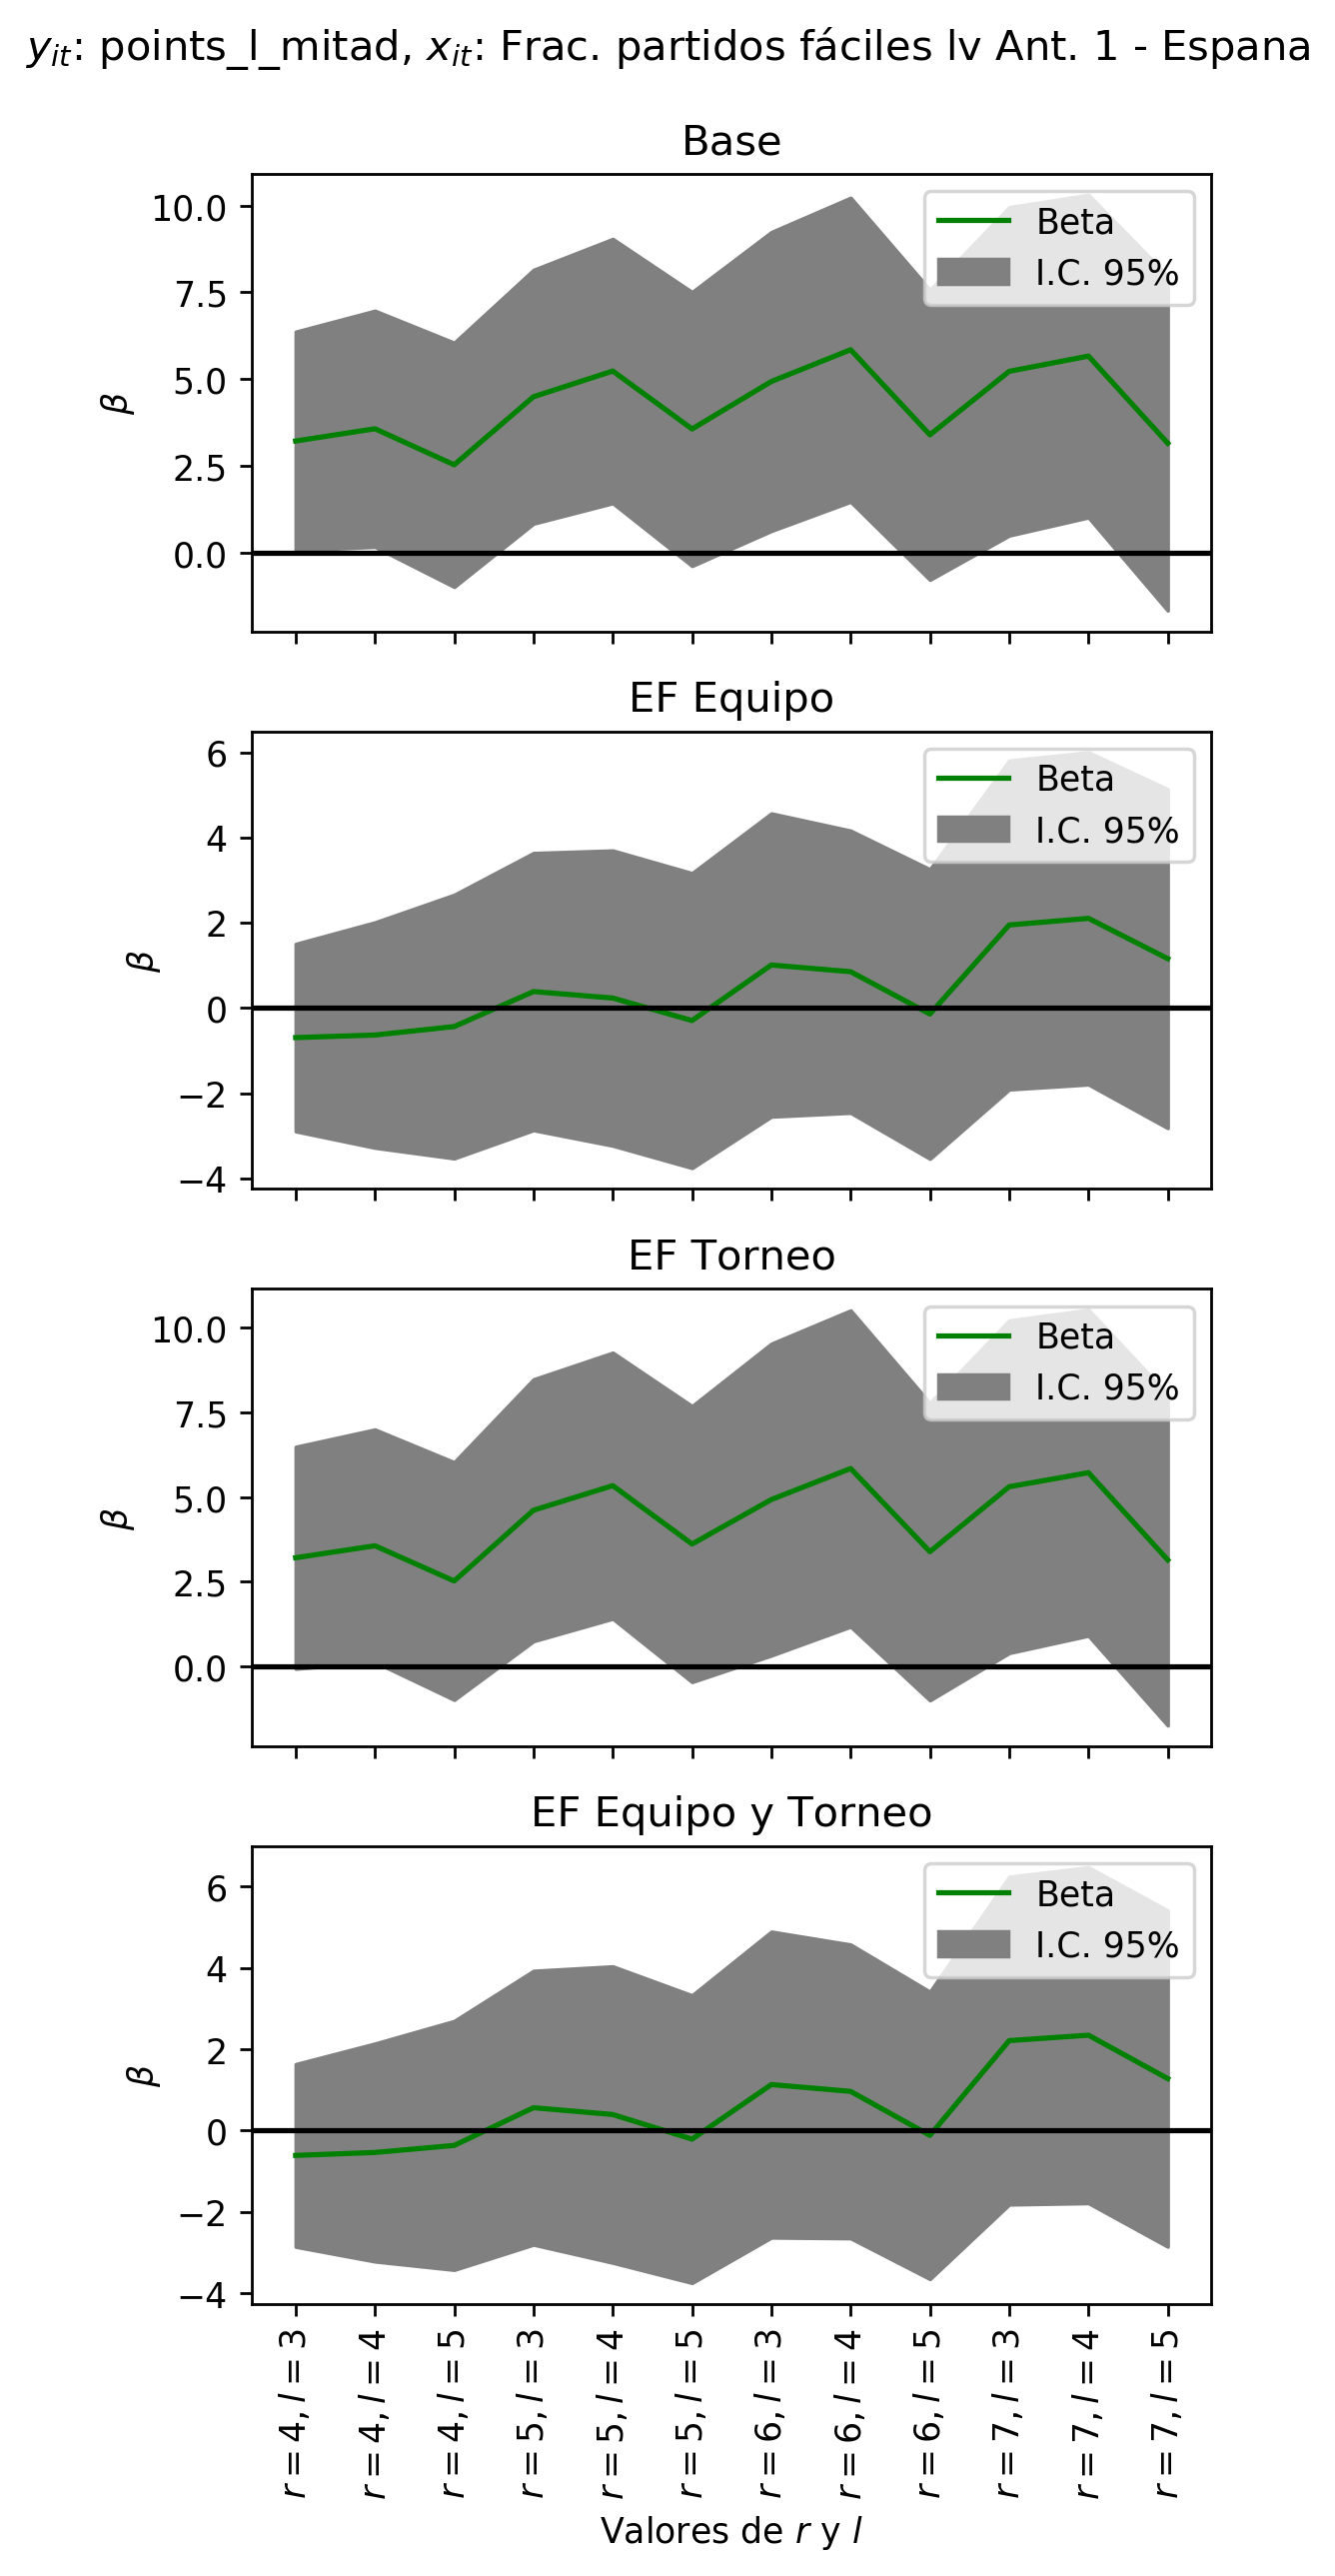 y_it: points_l_mitad, x_it: Frac. partidos fáciles lv Ant. 1 - Espana
Base
10.0
7.5
5.0
2.5
0.0
β
Beta
I.C. 95%
EF Equipo
6
4
2
0
−2
−4
β
Beta
I.C. 95%
EF Torneo
10.0
7.5
5.0
2.5
0.0
β
Beta
I.C. 95%
EF Equipo y Torneo
6
4
2
0
−2
−4
β
Beta
I.C. 95%
r = 4, l = 3
r = 4, l = 4
r = 4, l = 5
r = 5, l = 3
r = 5, l = 4
r = 5, l = 5
r = 6, l = 3
r = 6, l = 4
r = 6, l = 5
r = 7, l = 3
r = 7, l = 4
r = 7, l = 5
Valores de r y l